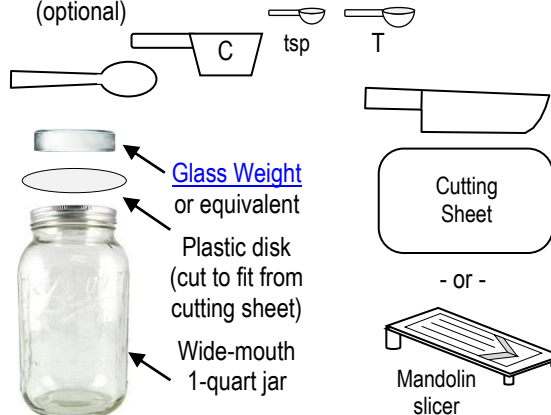 (optional)
C
tsp
T
Glass Weight
or equivalent
Plastic disk
(cut to fit from
cutting sheet)
Wide-mouth
1-quart jar
Cutting
Sheet
- or -
Mandolin
slicer